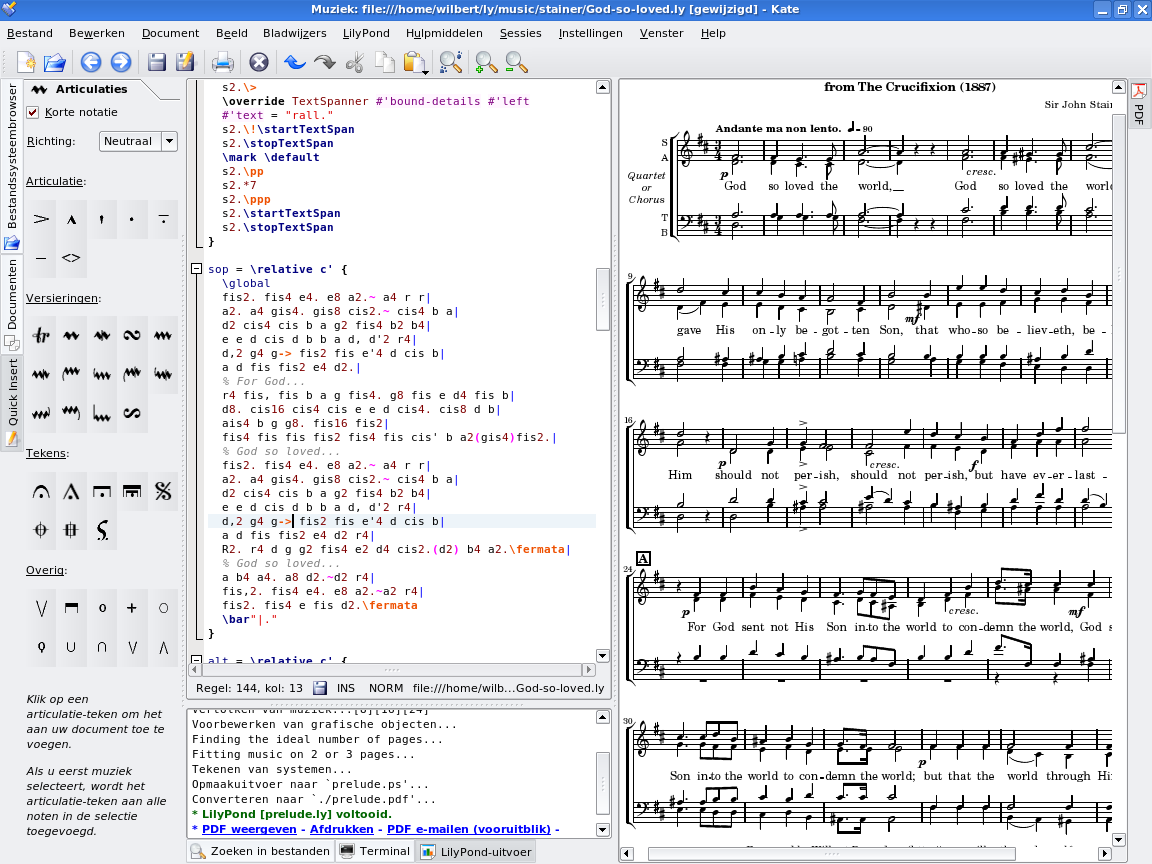 Muziek: file:///home/wilbert/ly/music/stainer/God-so-loved.ly [gewijzigd] - Kate
Bestand Bewerken Document Beeld Bladwijzers LilyPond Hulpmiddelen Sessies Instellingen Venster Help
Bestandssysteembrowser
Documenten
Quick Insert
Articulaties
Korte notatie
Richting: Neutraal
Articulatie:
Versieringen:
Tekens:
Overig:
Klik op een
articulatie-teken om het
aan uw document toe te
voegen.
Als u eerst muziek
selecteert, wordt het
articulatie-teken aan alle
noten in de selectie
toegevoegd.
s2.\>
\override TextSpanner #'bound-details #'left
#'text = "rall."
s2.\!\startTextSpan
s2.\stopTextSpan
\mark \default
s2.\pp
s2.*7
s2.\ppp
s2.\startTextSpan
s2.\stopTextSpan
}
sop = \relative c' {
\global
fis2. fis4 e4. e8 a2.~ a4 r r|
a2. a4 gis4. gis8 cis2.~ cis4 b a|
d2 cis4 cis b a g2 fis4 b2 b4|
e e d cis d b b a d, d'2 r4|
d,2 g4 g-> fis2 fis e'4 d cis b|
a d fis fis2 e4 d2.|
% For God...
r4 fis, fis b a g fis4. g8 fis e d4 fis b|
d8. cis16 cis4 cis e e d cis4. cis8 d b|
ais4 b g g8. fis16 fis2|
fis4 fis fis fis2 fis4 fis cis' b a2(gis4)fis2.|
% God so loved...
fis2. fis4 e4. e8 a2.~ a4 r r|
a2. a4 gis4. gis8 cis2.~ cis4 b a|
d2 cis4 cis b a g2 fis4 b2 b4|
e e d cis d b b a d, d'2 r4|
d,2 g4 g-> fis2 fis e'4 d cis b|
a d fis fis2 e4 d2 r4|
R2. r4 d g g2 fis4 e2 d4 cis2.(d2) b4 a2.\fermata|
% God so loved...
a b4 a4. a8 d2.~d2 r4|
fis,2. fis4 e4. e8 a2.~a2 r4|
fis2. fis4 e fis d2.\fermata
\bar"|."
}
alt = \relative c' {
Regel: 144, kol: 13 INS NORM file:///home/wilb...God-so-loved.ly
Vertolken van muziek...[8][16][24]
Voorbewerken van grafische objecten...
Finding the ideal number of pages...
Fitting music on 2 or 3 pages...
Tekenen van systemen...
Opmaakuitvoer naar `prelude.ps'...
Converteren naar `./prelude.pdf'...
* LilyPond [prelude.ly] voltooid.
* PDF weergeven - Afdrukken - PDF e-mailen (vooruitblik) -
Zoeken in bestanden Terminal LilyPond-uitvoer
PDF
from The Crucifixion (1887)
Sir John Stain
Andante ma non lento. = 90
S
A
Quartet
or
Chorus
T
B
p cresc.
God so loved the world,__ God so loved the world
9
mf
gave His on - ly be - got - ten Son, that who - so be - liev - eth, be -
16
p cresc. f
Him should not per - ish, should not per - ish, but have ev - er - last -
A
24
p cresc. mf
For God sent not His Son in-to the world to con - demn the world, God s
30
p
Son in-to the world to con - demn the world; but that the world through Hi